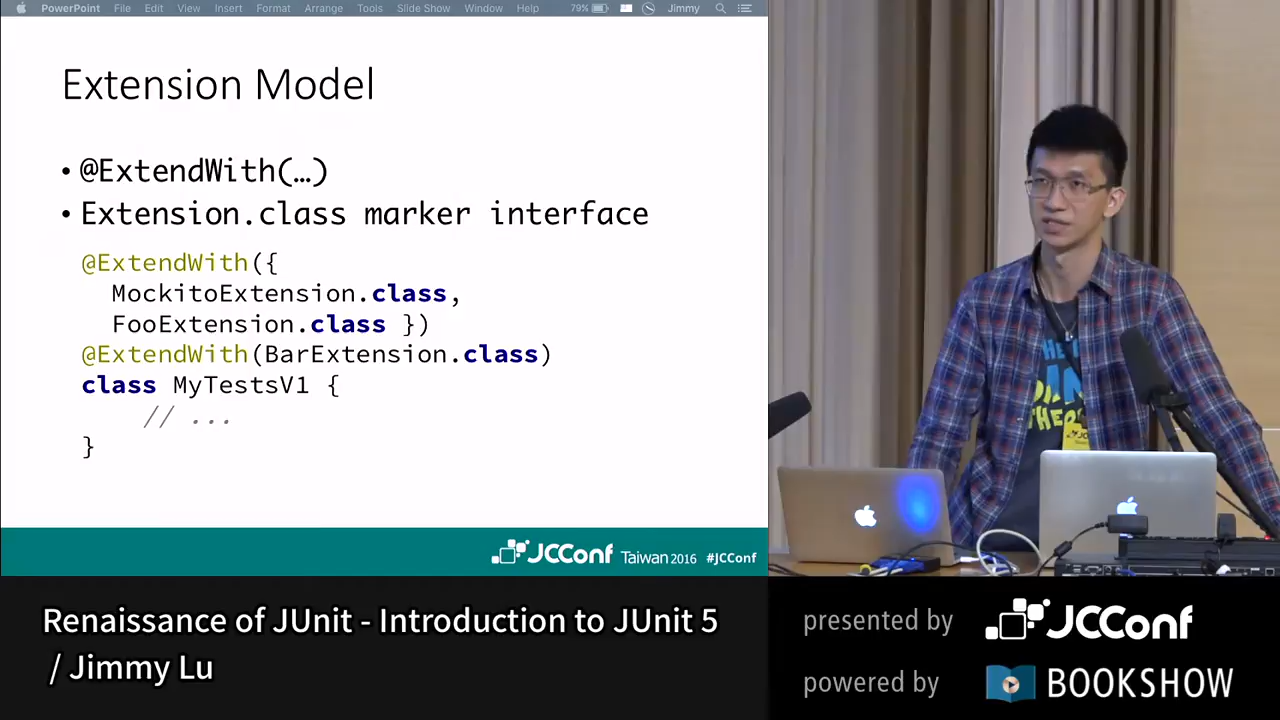 PowerPoint File Edit View Insert Format Arrange Tools Slide Show Window Help 79% Jimmy
Extension Model
• @ExtendWith(…)
• Extension.class marker interface
@ExtendWith({
MockitoExtension.class,
FooExtension.class })
@ExtendWith(BarExtension.class)
class MyTestsV1 {
// ...
}
JCConf Taiwan 2016 #JCConf
Renaissance of JUnit - Introduction to JUnit 5
/ Jimmy Lu
presented by JCConf
powered by BOOKSHOW